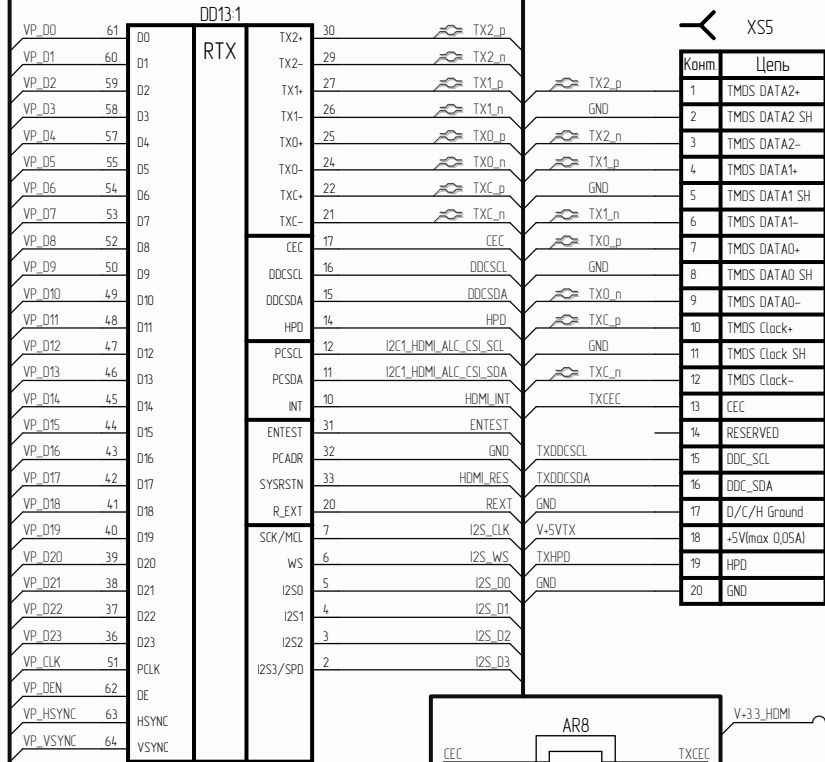 DD13:1
RTX
VP_D0 61 D0
VP_D1 60 D1
VP_D2 59 D2
VP_D3 58 D3
VP_D4 57 D4
VP_D5 55 D5
VP_D6 54 D6
VP_D7 53 D7
VP_D8 52 D8
VP_D9 50 D9
VP_D10 49 D10
VP_D11 48 D11
VP_D12 47 D12
VP_D13 46 D13
VP_D14 45 D14
VP_D15 44 D15
VP_D16 43 D16
VP_D17 42 D17
VP_D18 41 D18
VP_D19 40 D19
VP_D20 39 D20
VP_D21 38 D21
VP_D22 37 D22
VP_D23 36 D23
VP_CLK 51 PCLK
VP_DEN 62 DE
VP_HSYNC 63 HSYNC
VP_VSYNC 64 VSYNC
TX2+ 30 TX2_p
TX2- 29 TX2_n
TX1+ 27 TX1_p
TX1- 26 TX1_n
TX0+ 25 TX0_p
TX0- 24 TX0_n
TXC+ 22 TXC_p
TXC- 21 TXC_n
CEC 17 CEC
DDCSCL 16 DDCSCL
DDCSDA 15 DDCSDA
HPD 14 HPD
PCSCL 12 I2C1_HDMI_ALC_CSI_SCL
PCSDA 11 I2C1_HDMI_ALC_CSI_SDA
INT 10 HDMI_INT
ENTEST 31 ENTEST
PCADR 32 GND
SYSRSTN 33 HDMI_RES
R_EXT 20 REXT
SCK/MCL 7 I2S_CLK
WS 6 I2S_WS
I2S0 5 I2S_D0
I2S1 4 I2S_D1
I2S2 3 I2S_D2
I2S3/SPD 2 I2S_D3
XS5
Конт. Цепь
TX2_p 1 TMDS DATA2+
GND 2 TMDS DATA2 SH
TX2_n 3 TMDS DATA2-
TX1_p 4 TMDS DATA1+
GND 5 TMDS DATA1 SH
TX1_n 6 TMDS DATA1-
TX0_p 7 TMDS DATA0+
GND 8 TMDS DATA0 SH
TX0_n 9 TMDS DATA0-
TXC_p 10 TMDS Clock+
GND 11 TMDS Clock SH
TXC_n 12 TMDS Clock-
TXCEC 13 CEC
14 RESERVED
TXDDCSCL 15 DDC_SCL
TXDDCSDA 16 DDC_SDA
GND 17 D/C/H Ground
V+5VTX 18 +5V(max 0,05A)
TXHPD 19 HPD
GND 20 GND
AR8
CEC TXCEC
V+3.3_HDMI